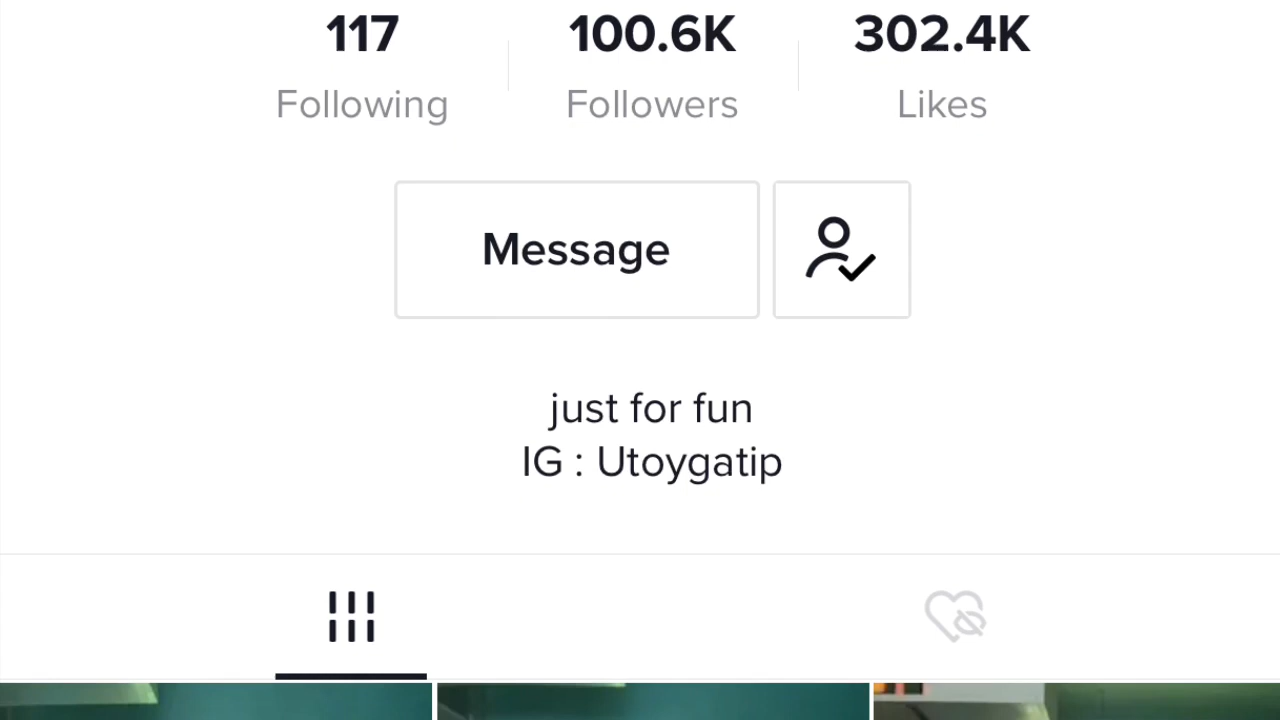 117 100.6K 302.4K
Following Followers Likes
Message
just for fun
IG : Utoygatip